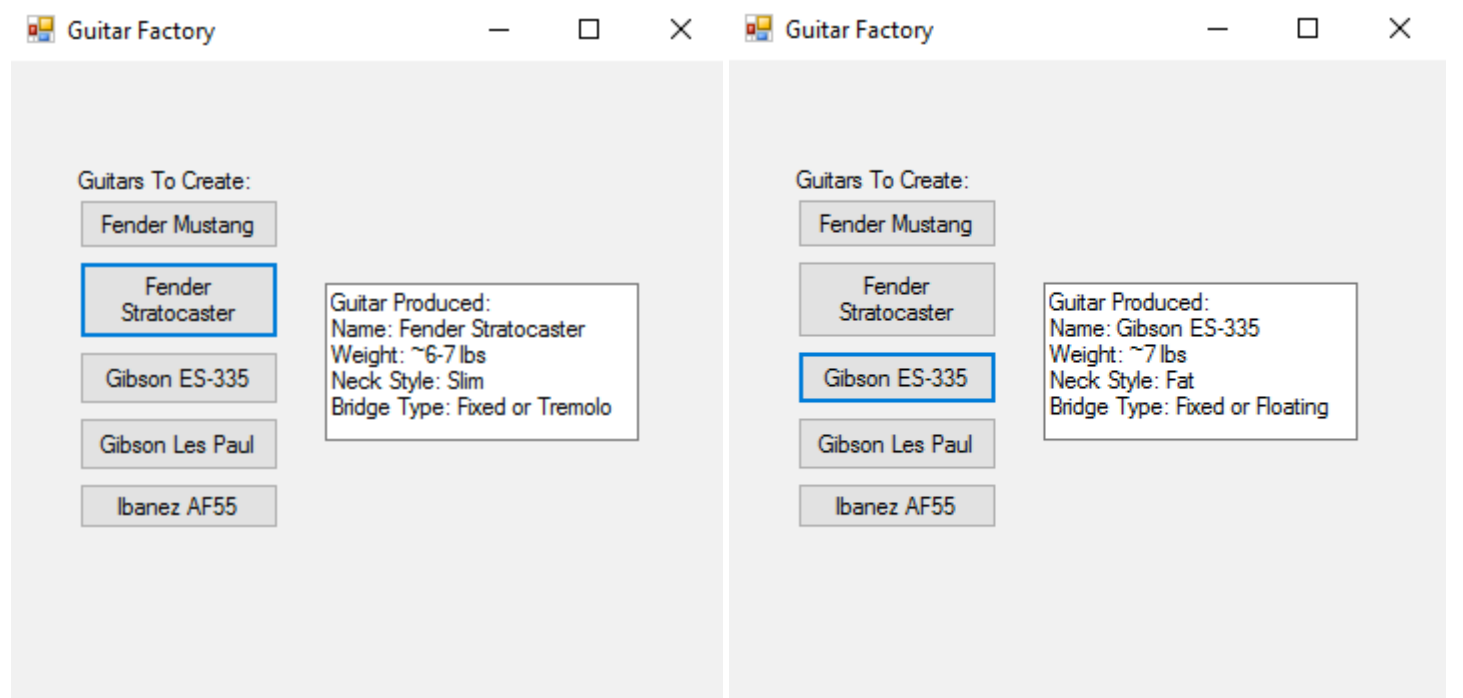 Guitar Factory
Guitars To Create:
Fender Mustang
Fender
Stratocaster
Gibson ES-335
Gibson Les Paul
Ibanez AF55
Guitar Produced:
Name: Fender Stratocaster
Weight: ~6-7 lbs
Neck Style: Slim
Bridge Type: Fixed or Tremolo
Guitar Factory
Guitars To Create:
Fender Mustang
Fender
Stratocaster
Gibson ES-335
Gibson Les Paul
Ibanez AF55
Guitar Produced:
Name: Gibson ES-335
Weight: ~7 lbs
Neck Style: Fat
Bridge Type: Fixed or Floating